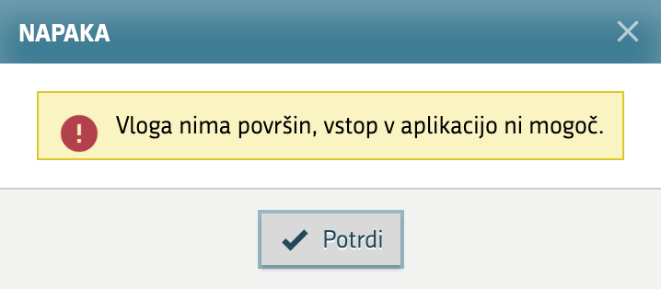 NAPAKA
Vloga nima površin, vstop v aplikacijo ni mogoč.
Potrdi